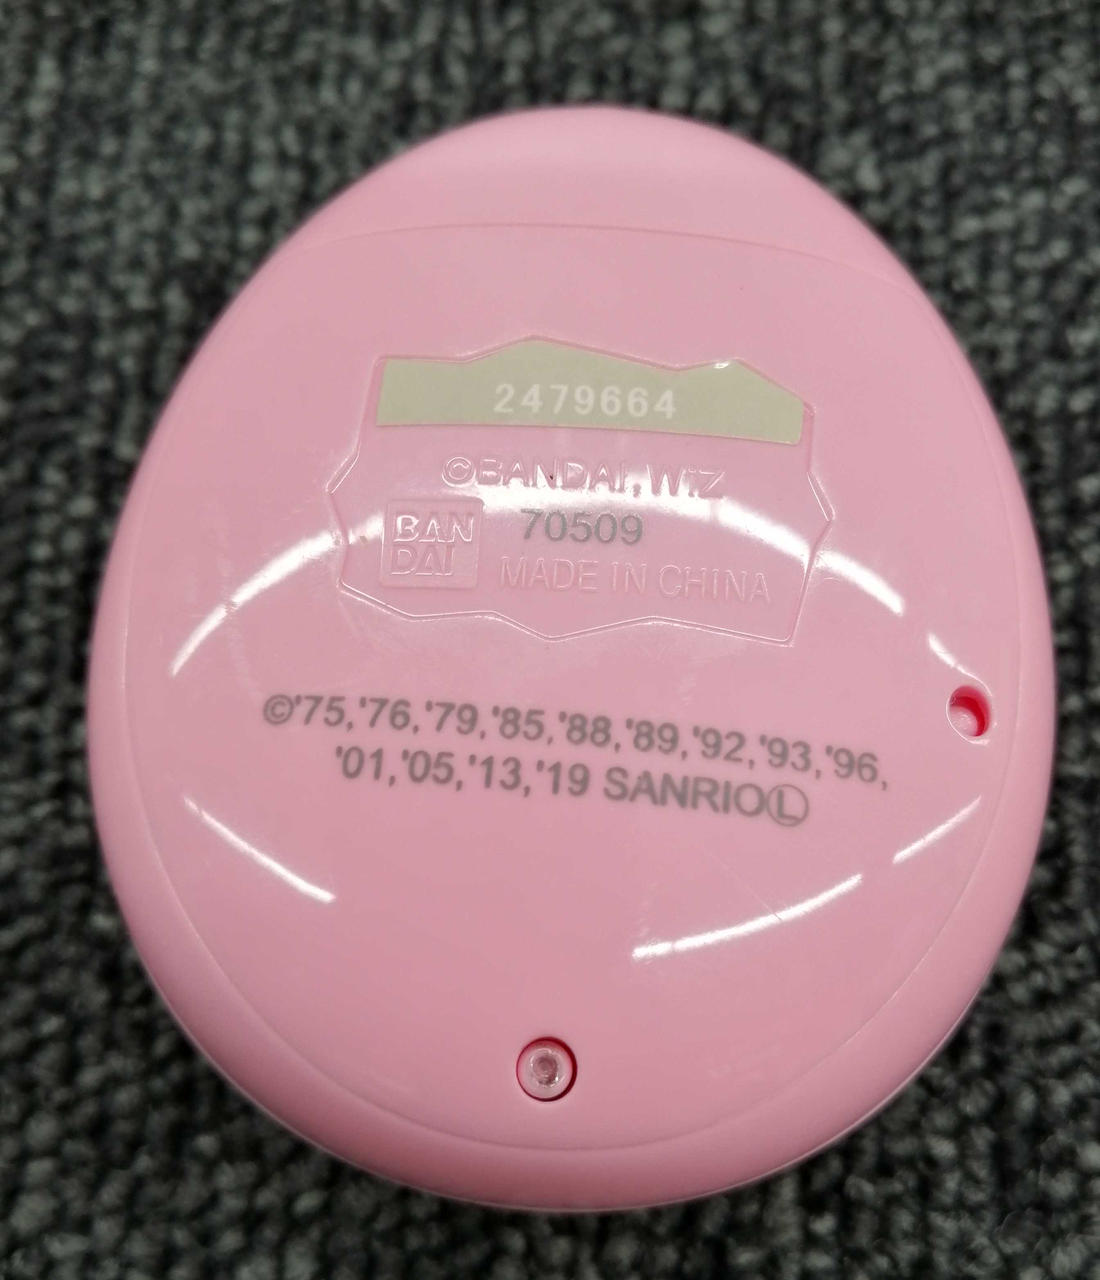 2479664
©BANDAI, WiZ
BAN
DAI
70509
MADE IN CHINA
©'75,'76,'79,'85,'88,'89,'92,'93,'96,
'01,'05,'13,'19 SANRIOⓁ